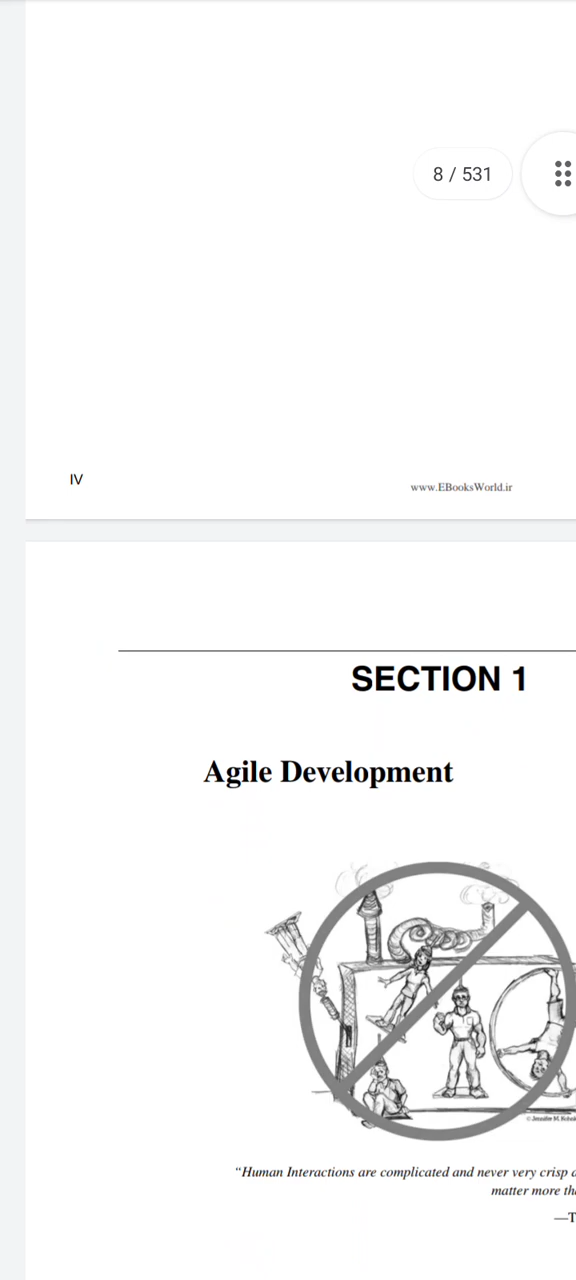 8 / 531
IV
www.EBooksWorld.ir
SECTION 1
Agile Development
“Human Interactions are complicated and never very crisp
matter more